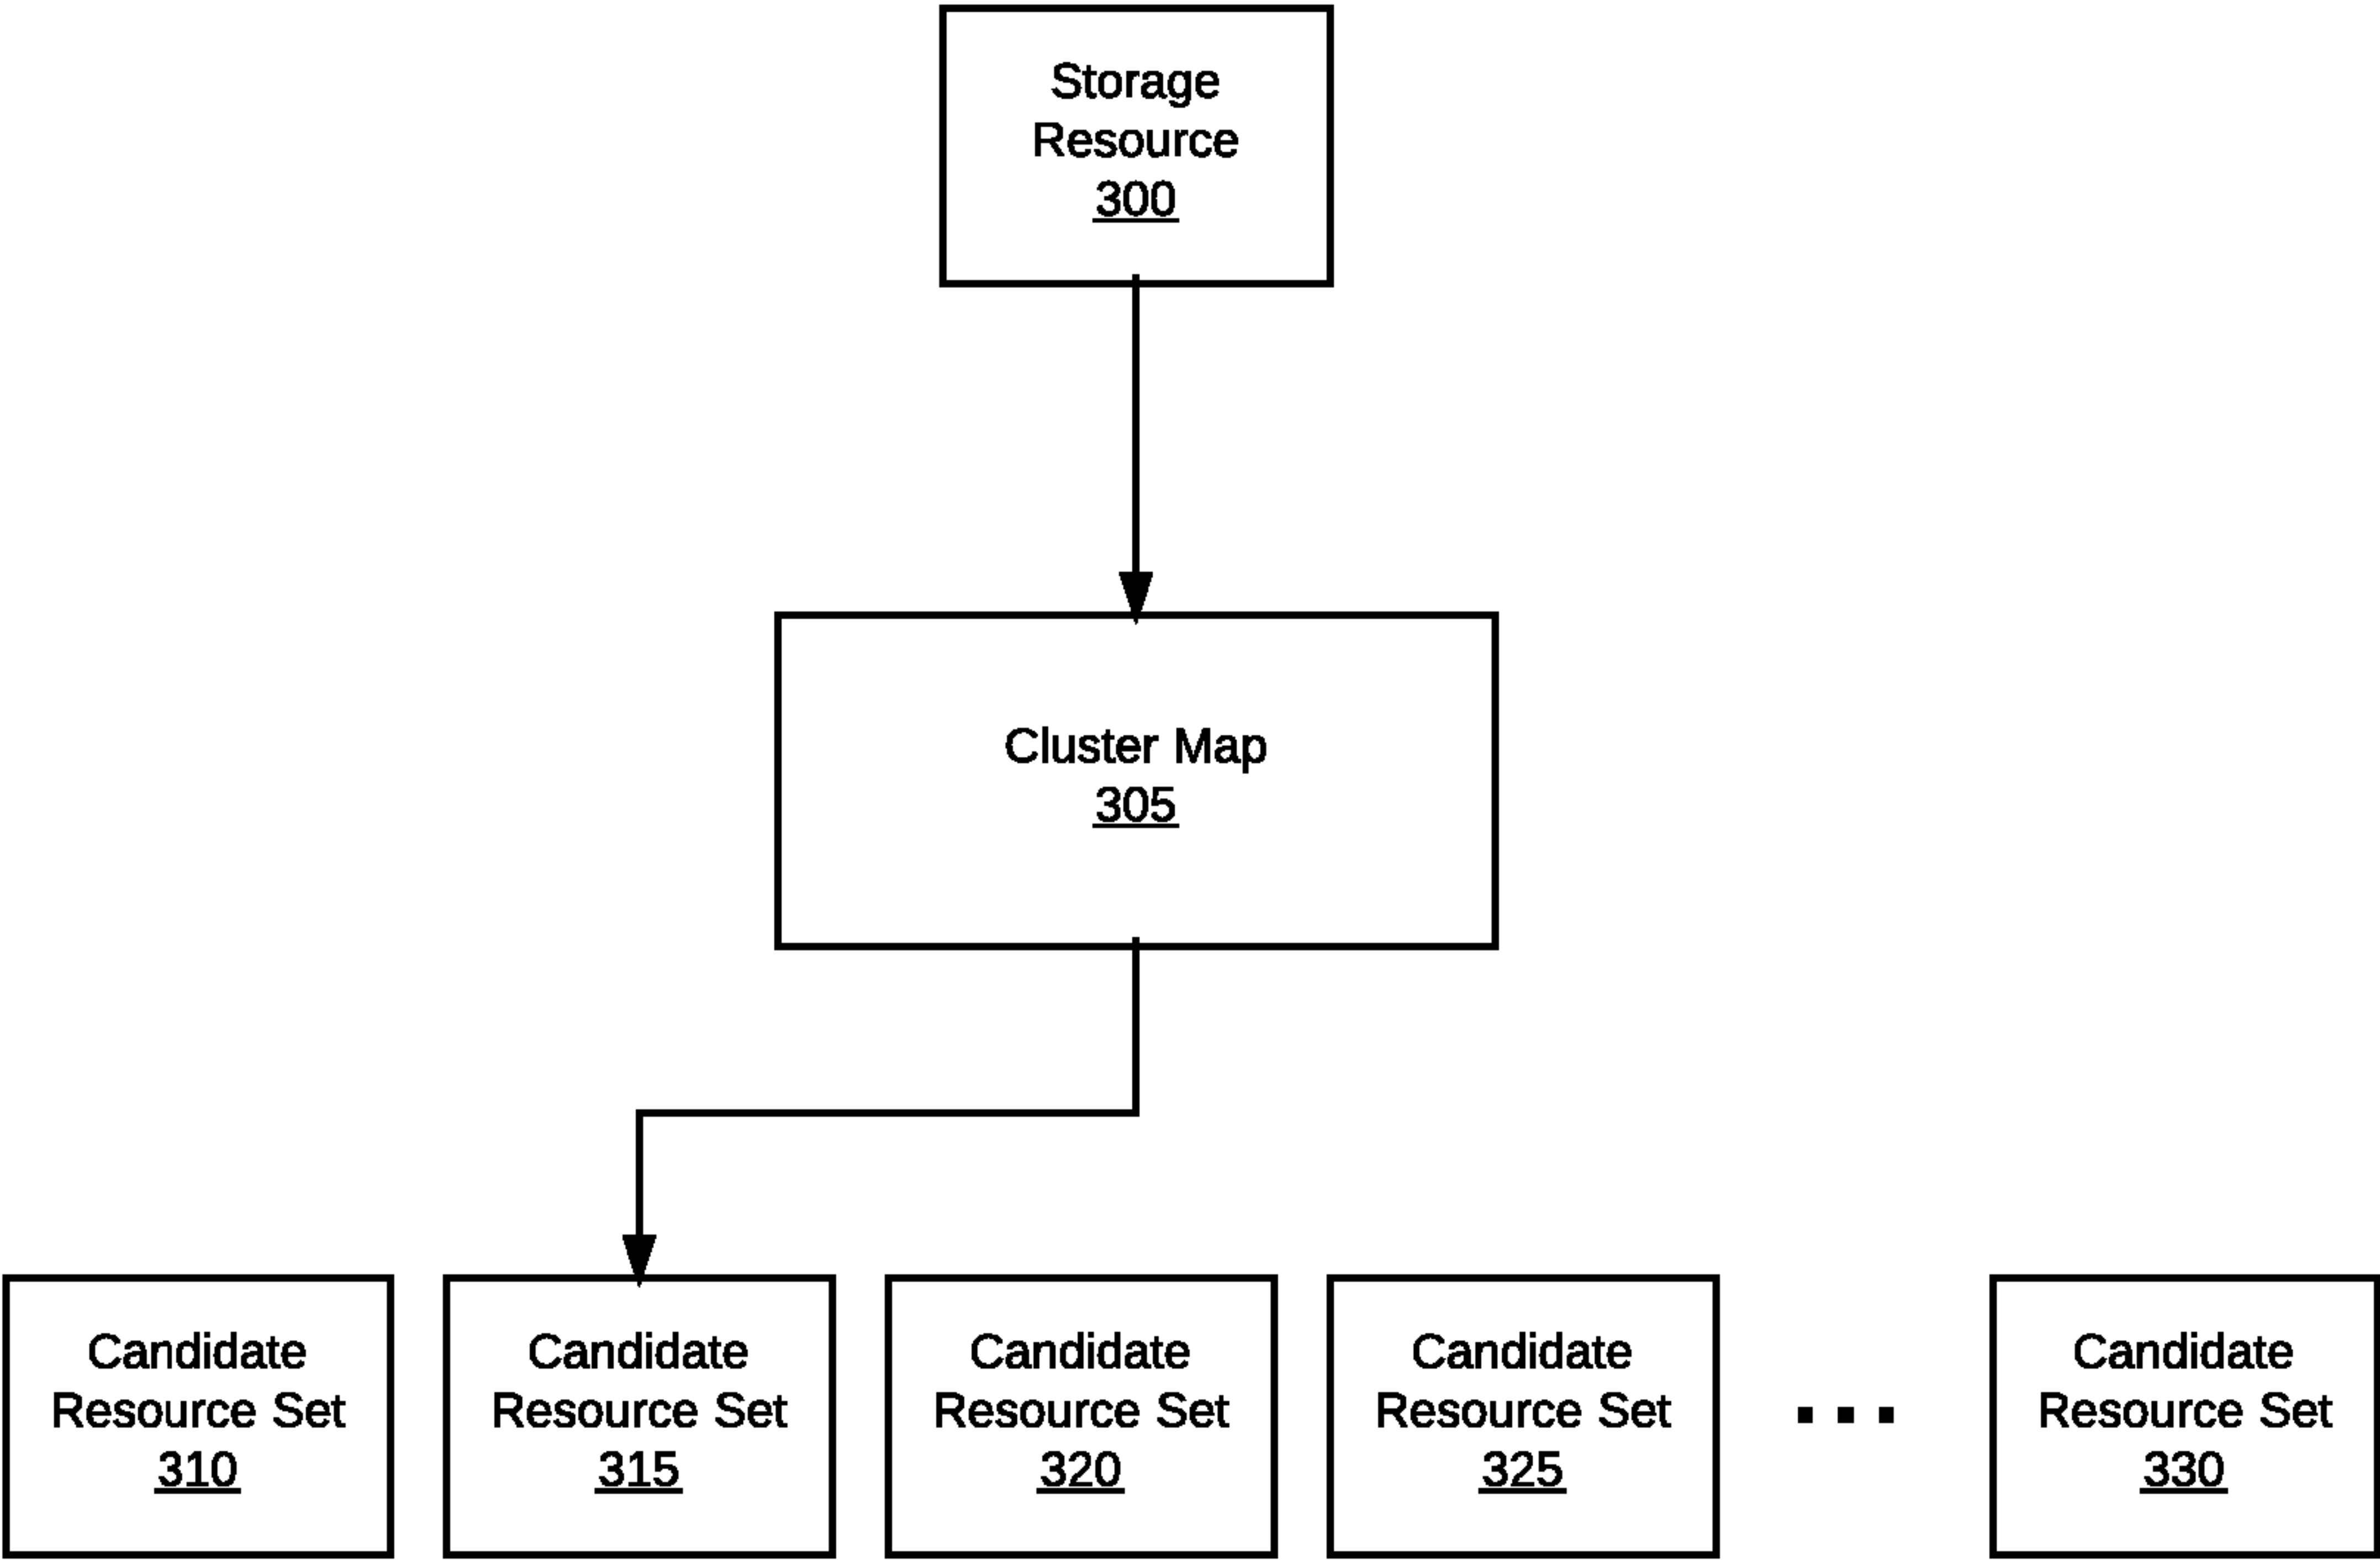 Storage
Resource
300
Cluster Map
305
Candidate
Resource Set
310
Candidate
Resource Set
315
Candidate
Resource Set
320
Candidate
Resource Set
325
...
Candidate
Resource Set
330